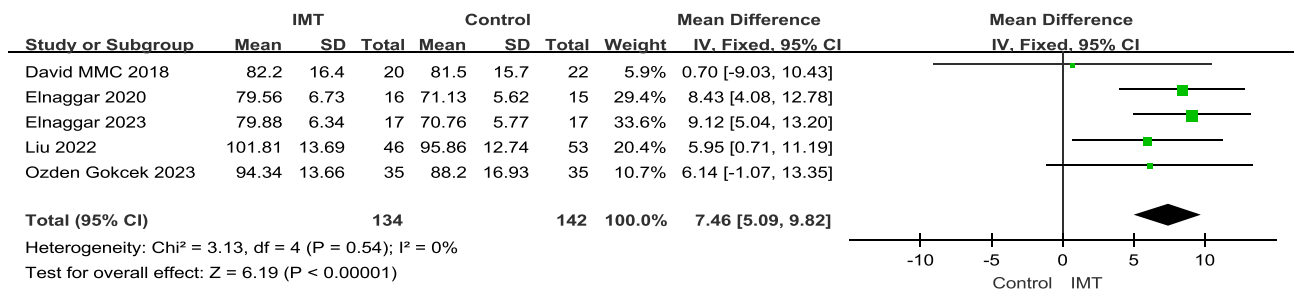 IMT Control Mean Difference Mean Difference
Study or Subgroup Mean SD Total Mean SD Total Weight IV, Fixed, 95% CI IV, Fixed, 95% CI
David MMC 2018 82.2 16.4 20 81.5 15.7 22 5.9% 0.70 [-9.03, 10.43]
Elnaggar 2020 79.56 6.73 16 71.13 5.62 15 29.4% 8.43 [4.08, 12.78]
Elnaggar 2023 79.88 6.34 17 70.76 5.77 17 33.6% 9.12 [5.04, 13.20]
Liu 2022 101.81 13.69 46 95.86 12.74 53 20.4% 5.95 [0.71, 11.19]
Ozden Gokcek 2023 94.34 13.66 35 88.2 16.93 35 10.7% 6.14 [-1.07, 13.35]
Total (95% CI) 134 142 100.0% 7.46 [5.09, 9.82]
Heterogeneity: Chi² = 3.13, df = 4 (P = 0.54); I² = 0%
Test for overall effect: Z = 6.19 (P < 0.00001)
-10 -5 0 5 10
Control IMT